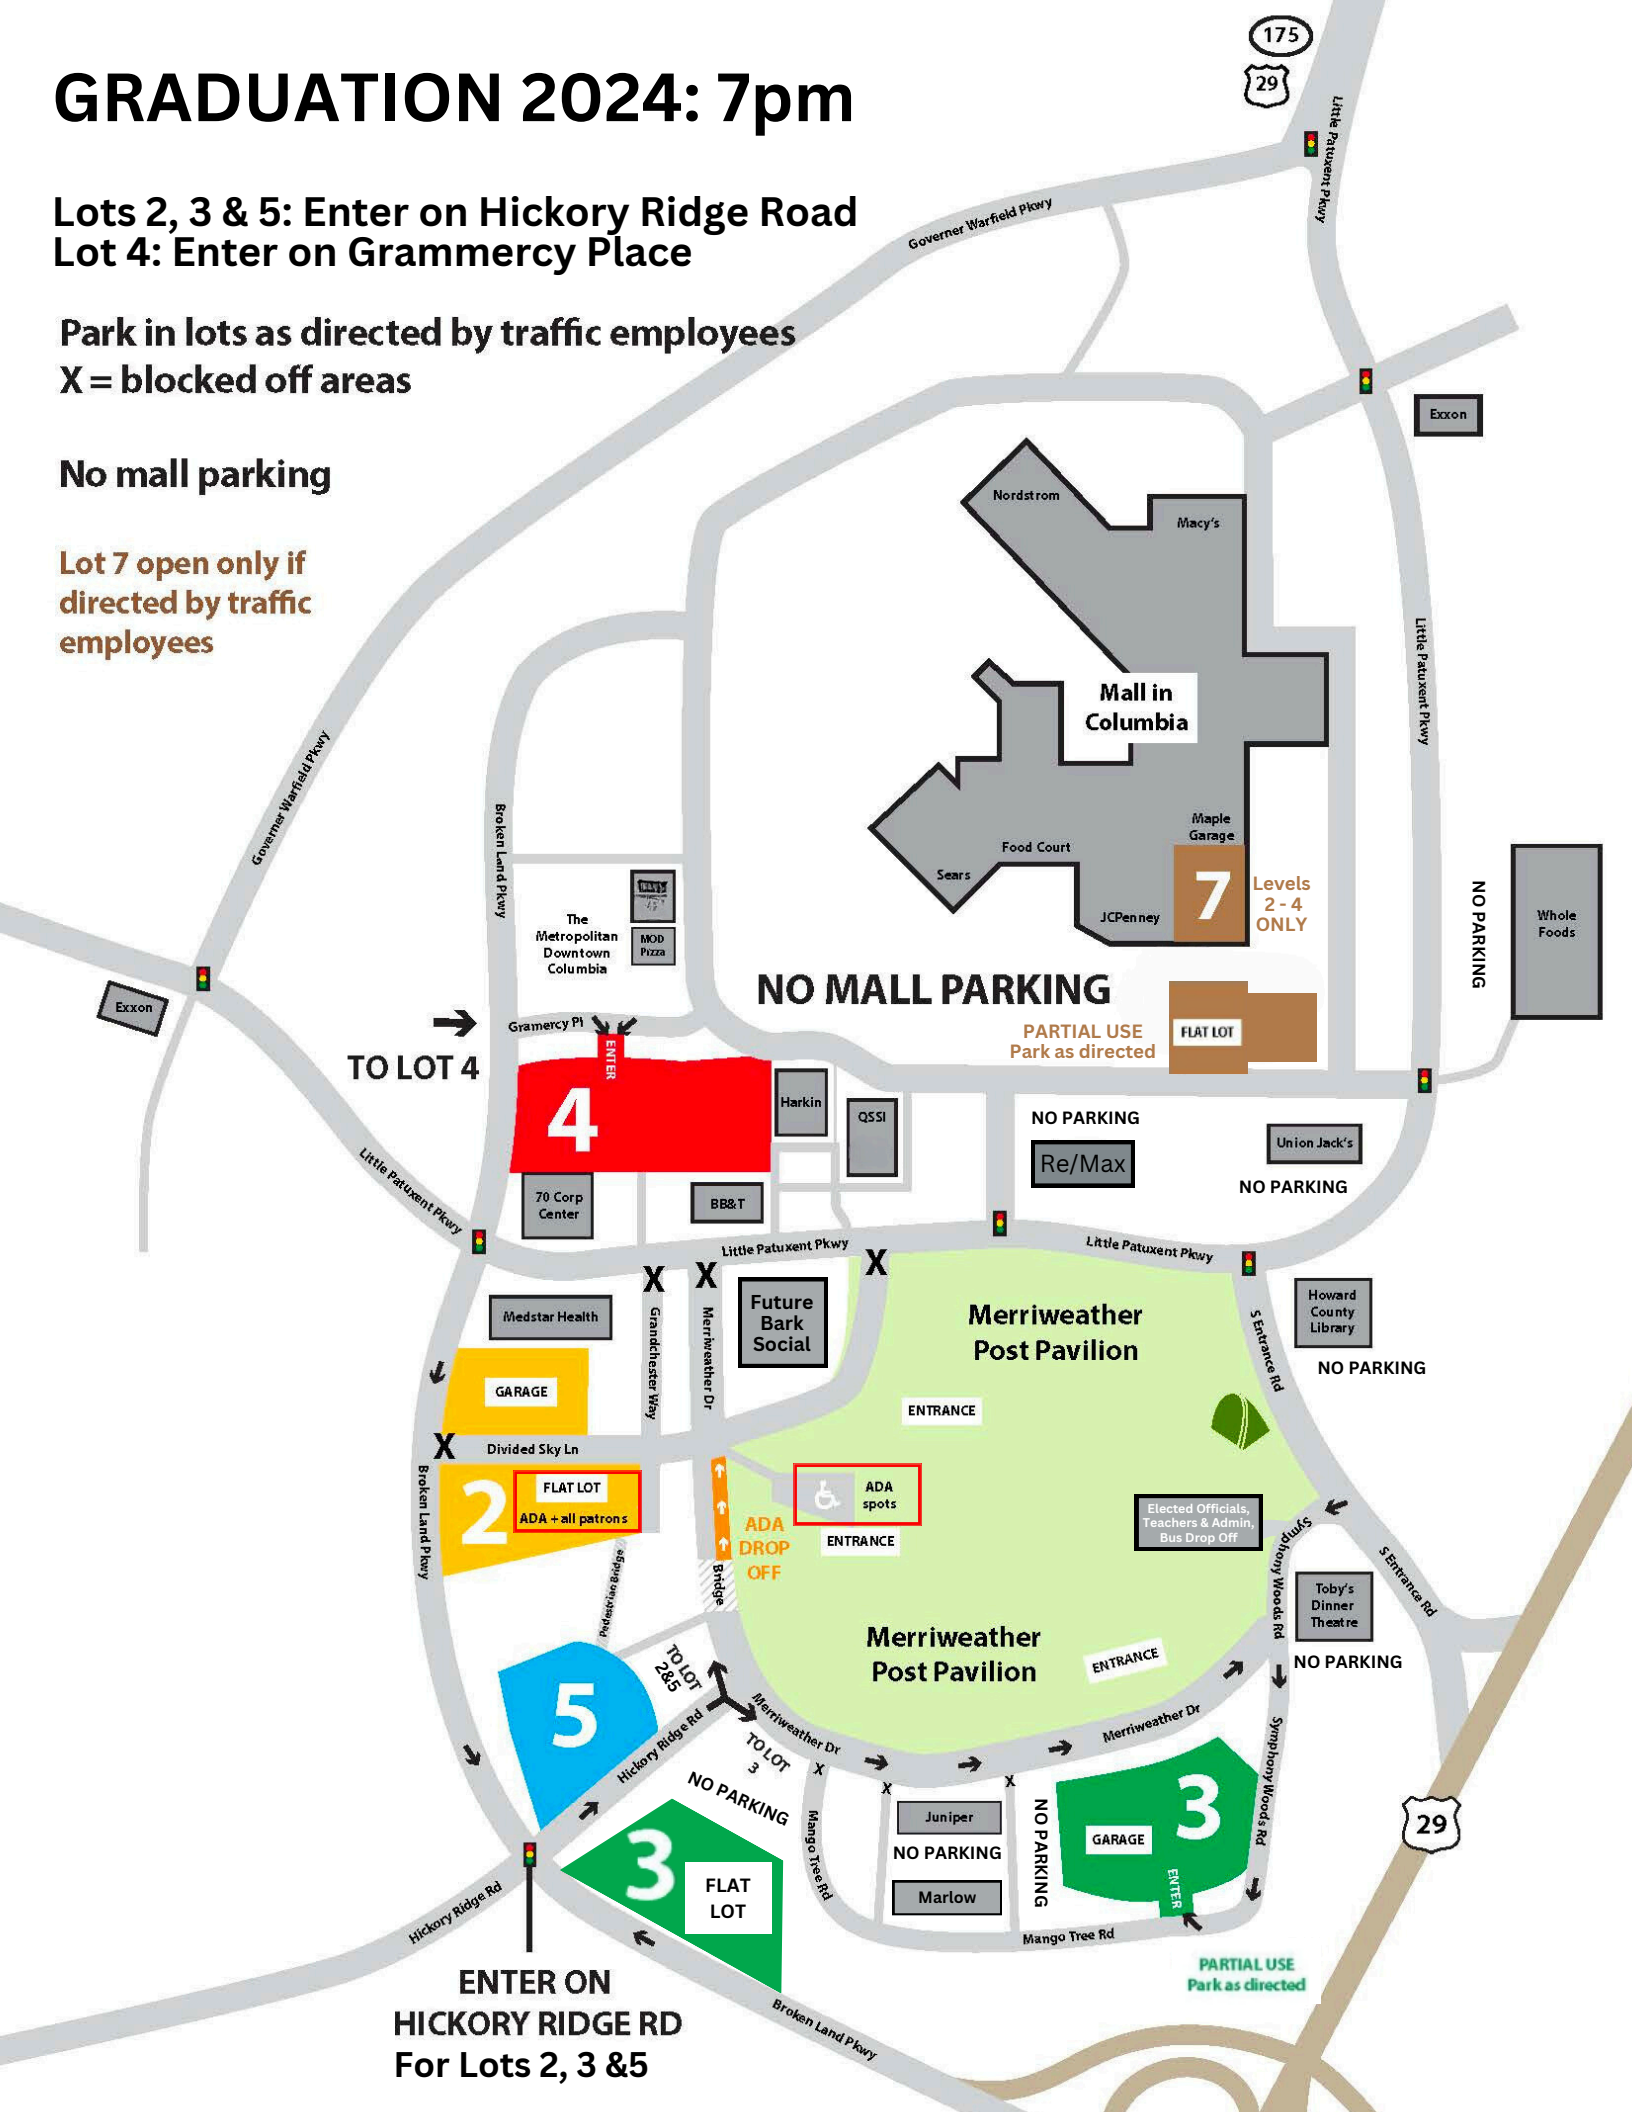 175
29
GRADUATION 2024: 7pm
Lots 2, 3 & 5: Enter on Hickory Ridge Road
Lot 4: Enter on Grammercy Place
Park in lots as directed by traffic employees
X = blocked off areas
No mall parking
Lot 7 open only if
directed by traffic
employees
Little Patuxent Pkwy
Governer Warfield Pkwy
Exxon
Nordstrom
Macy's
Little Patuxent Pkwy
Mall in
Columbia
Governer Warfield Pkwy
Broken Land Pkwy
Maple
Garage
Food Court
Sears
JCPenney
7
Levels
2 - 4
ONLY
NO PARKING
Whole
Foods
The
Metropolitan
Downtown
Columbia
MOD
Pizza
NO MALL PARKING
Exxon
Gramercy Pl
TO LOT 4
ENTER
4
PARTIAL USE
Park as directed
FLAT LOT
Harkin
QSSI
NO PARKING
Re/Max
Union Jack's
NO PARKING
Little Patuxent Pkwy
70 Corp
Center
BB&T
Little Patuxent Pkwy
Little Patuxent Pkwy
X
X
X
Medstar Health
Grandchester Way
Merriweather Dr
Future
Bark
Social
Merriweather
Post Pavilion
S Entrance Rd
Howard
County
Library
NO PARKING
GARAGE
ENTRANCE
X
Divided Sky Ln
Broken Land Pkwy
2
FLAT LOT
ADA + all patrons
ADA
spots
ADA
DROP
OFF
ENTRANCE
Elected Officials,
Teachers & Admin,
Bus Drop Off
Symphony Woods Rd
S Entrance Rd
Pedestrian Bridge
Bridge
Toby's
Dinner
Theatre
NO PARKING
Merriweather
Post Pavilion
ENTRANCE
5
TO LOT
2&5
Hickory Ridge Rd
Merriweather Dr
TO LOT
3
Merriweather Dr
NO PARKING
X
X
X
Mango Tree Rd
Juniper
NO PARKING
Marlow
NO PARKING
3
GARAGE
ENTER
Symphony Woods Rd
29
3
FLAT
LOT
Hickory Ridge Rd
Mango Tree Rd
PARTIAL USE
Park as directed
ENTER ON
HICKORY RIDGE RD
For Lots 2, 3 &5
Broken Land Pkwy